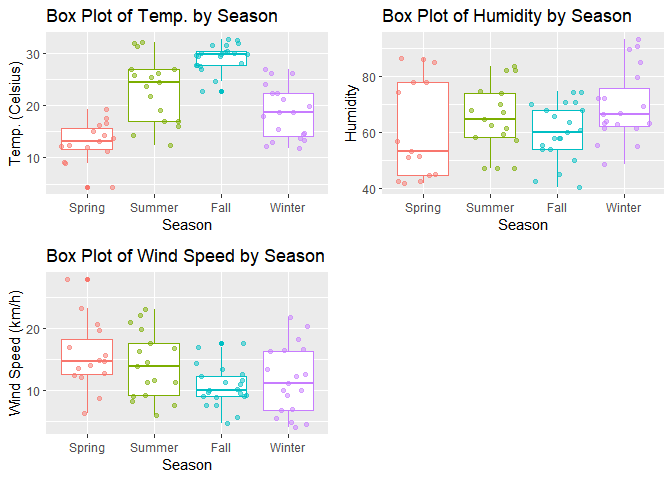 Box Plot of Temp. by Season
Temp. (Celsius)
30
20
10
Spring Summer Fall Winter
Season
Box Plot of Humidity by Season
Humidity
80
60
40
Spring Summer Fall Winter
Season
Box Plot of Wind Speed by Season
Wind Speed (km/h)
20
10
Spring Summer Fall Winter
Season